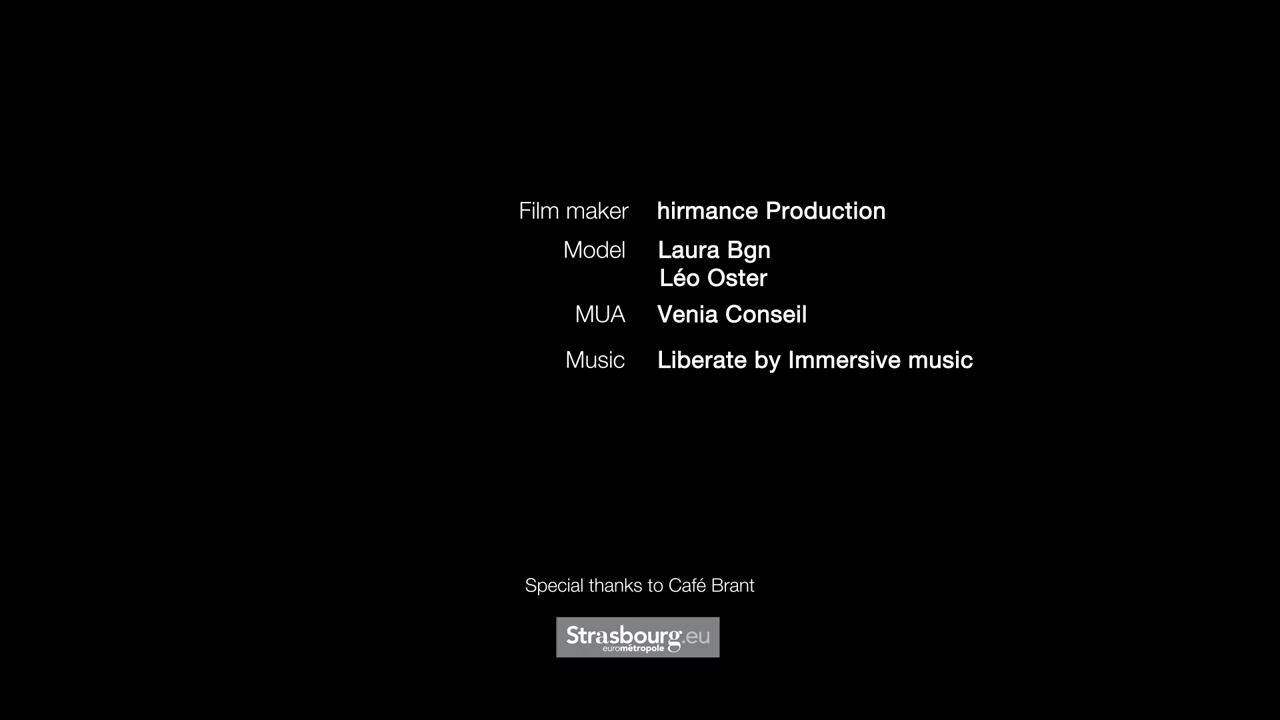 Film maker hirmance Production
Model Laura Bgn
Léo Oster
MUA Venia Conseil
Music Liberate by Immersive music
Special thanks to Café Brant
Strasbourg.eu
eurométropole